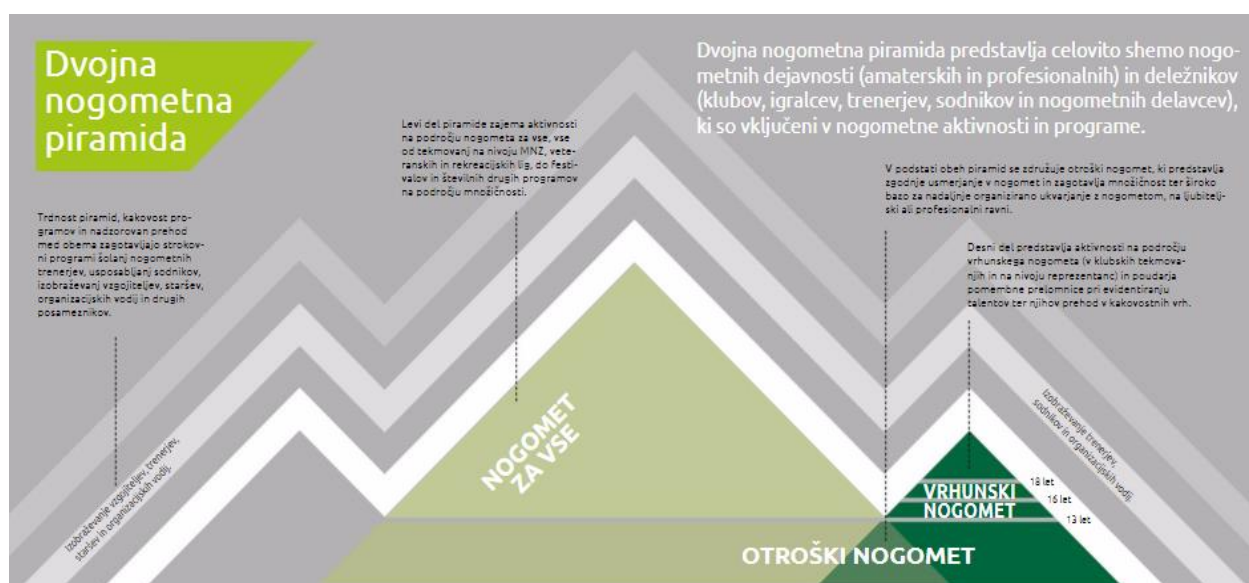 Dvojna
nogometna
piramida
Dvojna nogometna piramida predstavlja celovito shemo nogo-
metnih dejavnosti (amaterskih in profesionalnih) in deležnikov
(klubov, igralcev, trenerjev, sodnikov in nogometnih delavcev),
ki so vključeni v nogometne aktivnosti in programe.
Levi del piramide zajema aktivnosti
na področju nogometa za vse, vse
od tekmovanj na nivoju MNZ, vete-
ranskih in rekreacijskih lig, do festi-
valov in številnih drugih programov
na področju množičnosti.
V podstati obeh piramid se združuje otroški nogomet, ki predstavlja
zgodnje usmerjanje v nogomet in zagotavlja množičnost ter široko
bazo za nadaljnje organizirano ukvarjanje z nogometom, na ljubitelj-
ski ali profesionalni ravni.
Trdnost piramid, kakovost pro-
gramov in nadzorovan prehod
med obema zagotavljajo strokov-
ni programi šolanj nogometnih
trenerjev, usposabljanj sodnikov,
izobraževanj vzgojiteljev, staršev,
organizacijskih vodij in drugih
posameznikov.
Desni del predstavlja aktivnosti na področju
vrhunskega nogometa (v klubskih tekmova-
njih in na nivoju reprezentanc) in poudarja
pomembne prelomnice pri evidentiranju
talentov ter njihov prehod v kakovostnih vrh.
Izobraževanje vzgojiteljev, trenerjev,
staršev in organizacijskih vodij.
NOGOMET
ZA VSE
Izobraževanje trenerjev,
sodnikov in organizacijskih vodij.
18 let
VRHUNSKI
16 let
NOGOMET
13 let
OTROŠKI NOGOMET